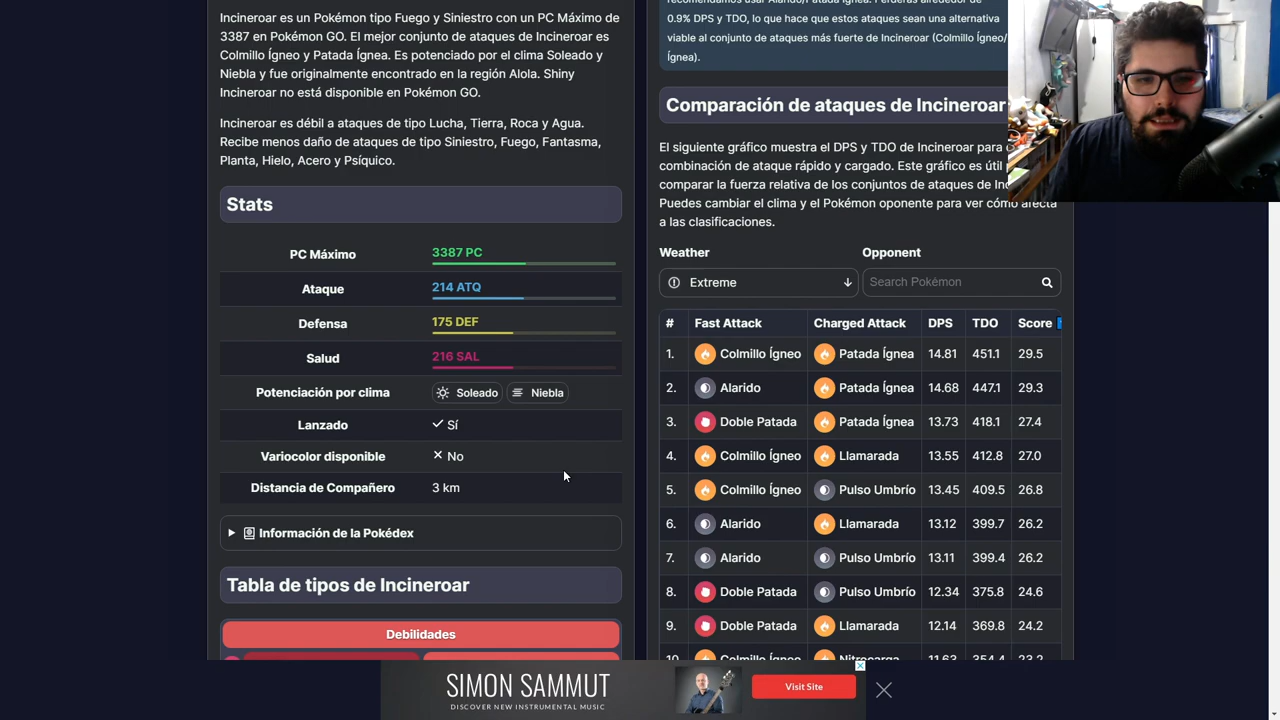 Incineroar es un Pokémon tipo Fuego y Siniestro con un PC Máximo de
3387 en Pokémon GO. El mejor conjunto de ataques de Incineroar es
Colmillo Ígneo y Patada Ígnea. Es potenciado por el clima Soleado y
Niebla y fue originalmente encontrado en la región Alola. Shiny
Incineroar no está disponible en Pokémon GO.
Incineroar es débil a ataques de tipo Lucha, Tierra, Roca y Agua.
Recibe menos daño de ataques de tipo Siniestro, Fuego, Fantasma,
Planta, Hielo, Acero y Psíquico.
Stats
PC Máximo 3387 PC
Ataque 214 ATQ
Defensa 175 DEF
Salud 216 SAL
Potenciación por clima Soleado Niebla
Lanzado Sí
Variocolor disponible No
Distancia de Compañero 3 km
Información de la Pokédex
Tabla de tipos de Incineroar
Debilidades
0.9% DPS y TDO, lo que hace que estos ataques sean una alternativa
viable al conjunto de ataques más fuerte de Incineroar (Colmillo Ígneo/
Ígnea).
Comparación de ataques de Incineroar
El siguiente gráfico muestra el DPS y TDO de Incineroar para
combinación de ataque rápido y cargado. Este gráfico es útil
comparar la fuerza relativa de los conjuntos de ataques de
Puedes cambiar el clima y el Pokémon oponente para ver cómo afecta
a las clasificaciones.
Weather Opponent
Extreme Search Pokémon
# Fast Attack Charged Attack DPS TDO Score
1. Colmillo Ígneo Patada Ígnea 14.81 451.1 29.5
2. Alarido Patada Ígnea 14.68 447.1 29.3
3. Doble Patada Patada Ígnea 13.73 418.1 27.4
4. Colmillo Ígneo Llamarada 13.55 412.8 27.0
5. Colmillo Ígneo Pulso Umbrío 13.45 409.5 26.8
6. Alarido Llamarada 13.12 399.7 26.2
7. Alarido Pulso Umbrío 13.11 399.4 26.2
8. Doble Patada Pulso Umbrío 12.34 375.8 24.6
9. Doble Patada Llamarada 12.14 369.8 24.2
10. Colmillo Ígneo Nitrocarga 11.63 354.4 23.2
SIMON SAMMUT
DISCOVER NEW INSTRUMENTAL MUSIC
Visit Site